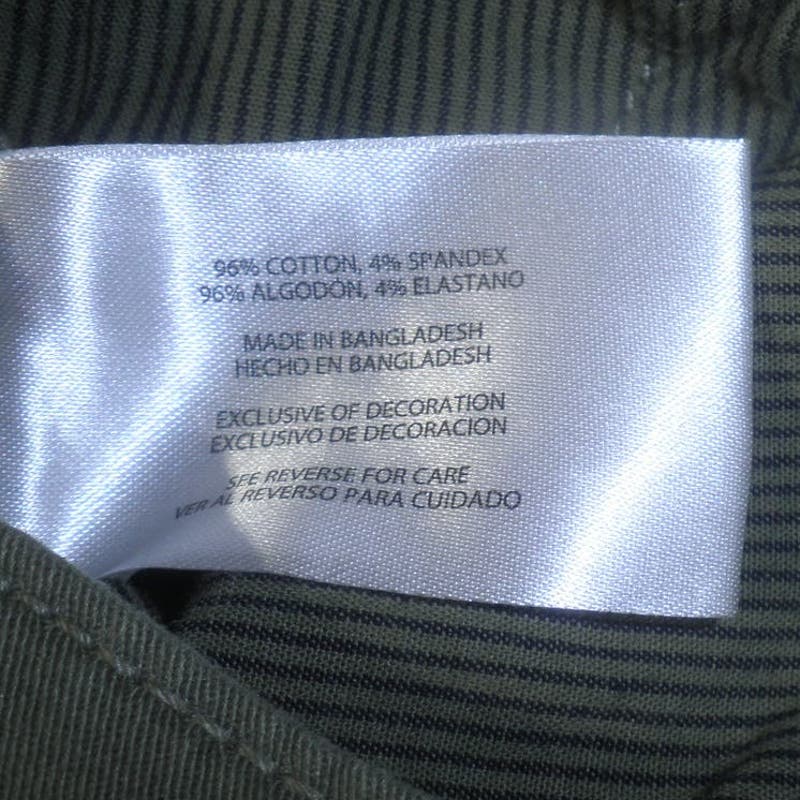 96% COTTON, 4% SPANDEX
96% ALGODÓN, 4% ELASTANO
MADE IN BANGLADESH
HECHO EN BANGLADESH
EXCLUSIVE OF DECORATION
EXCLUSIVO DE DECORACION
SEE REVERSE FOR CARE
VER AL REVERSO PARA CUIDADO